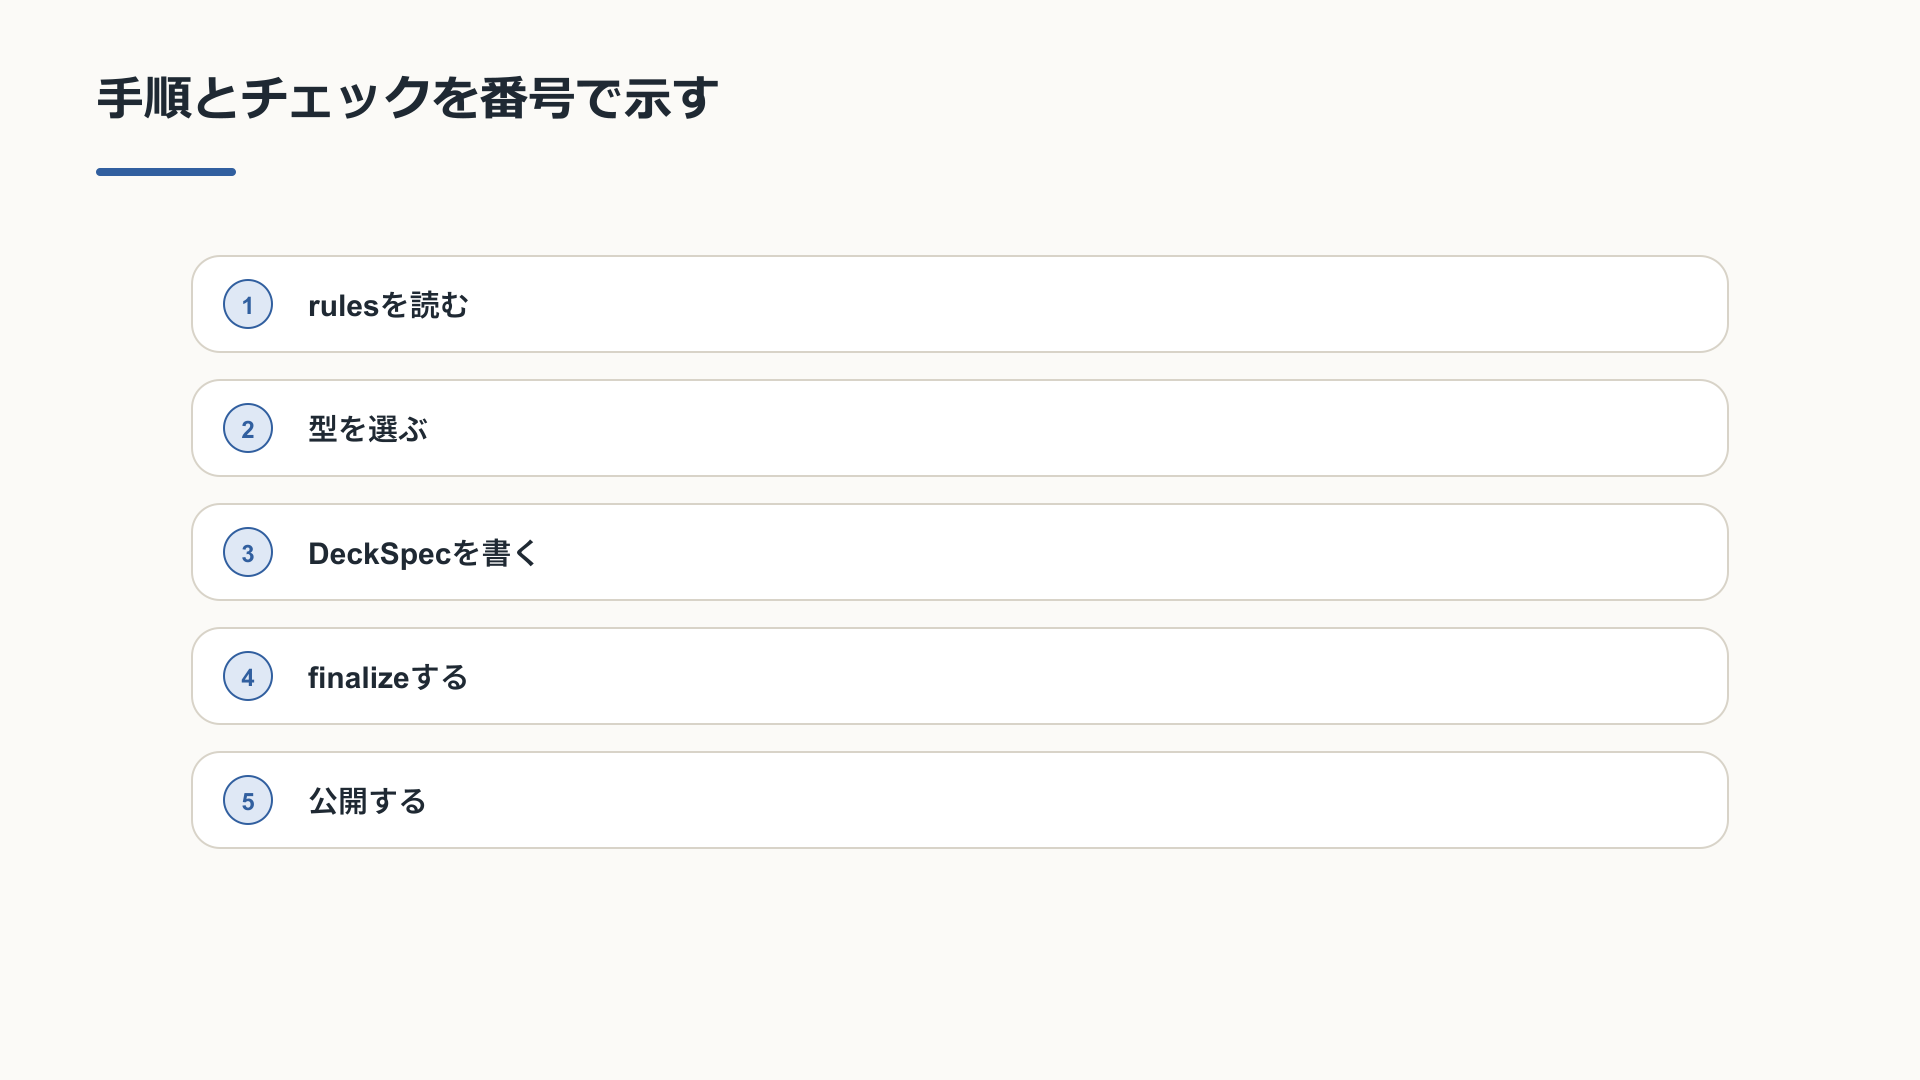 手順とチェックを番号で示す
1 rulesを読む
2 型を選ぶ
3 DeckSpecを書く
4 finalizeする
5 公開する